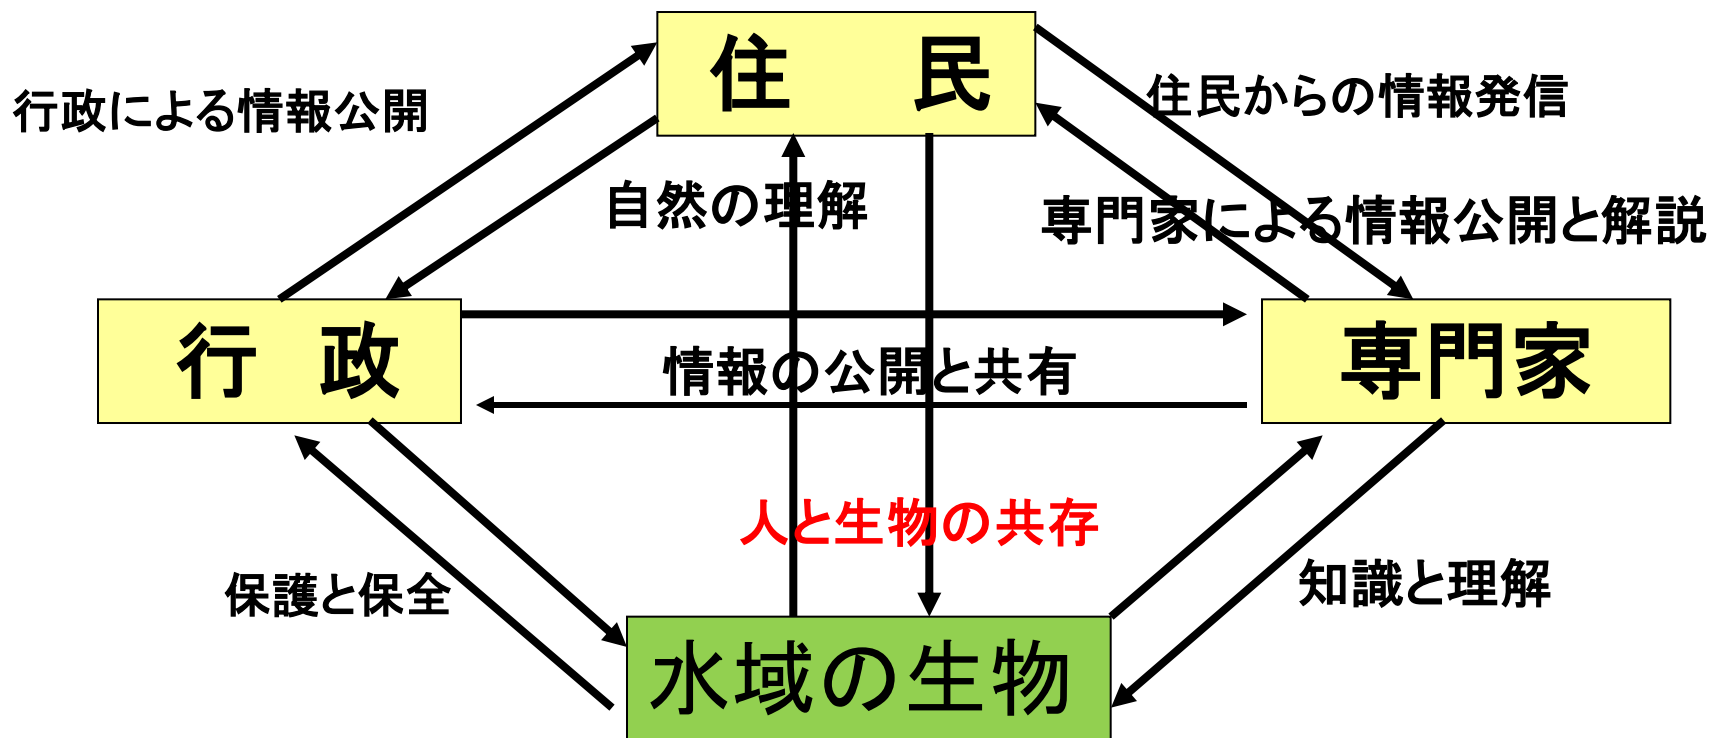 住　民
行政による情報公開
住民からの情報発信
自然の理解
専門家による情報公開と解説
行 政
専門家
情報の公開と共有
人と生物の共存
保護と保全
知識と理解
水域の生物